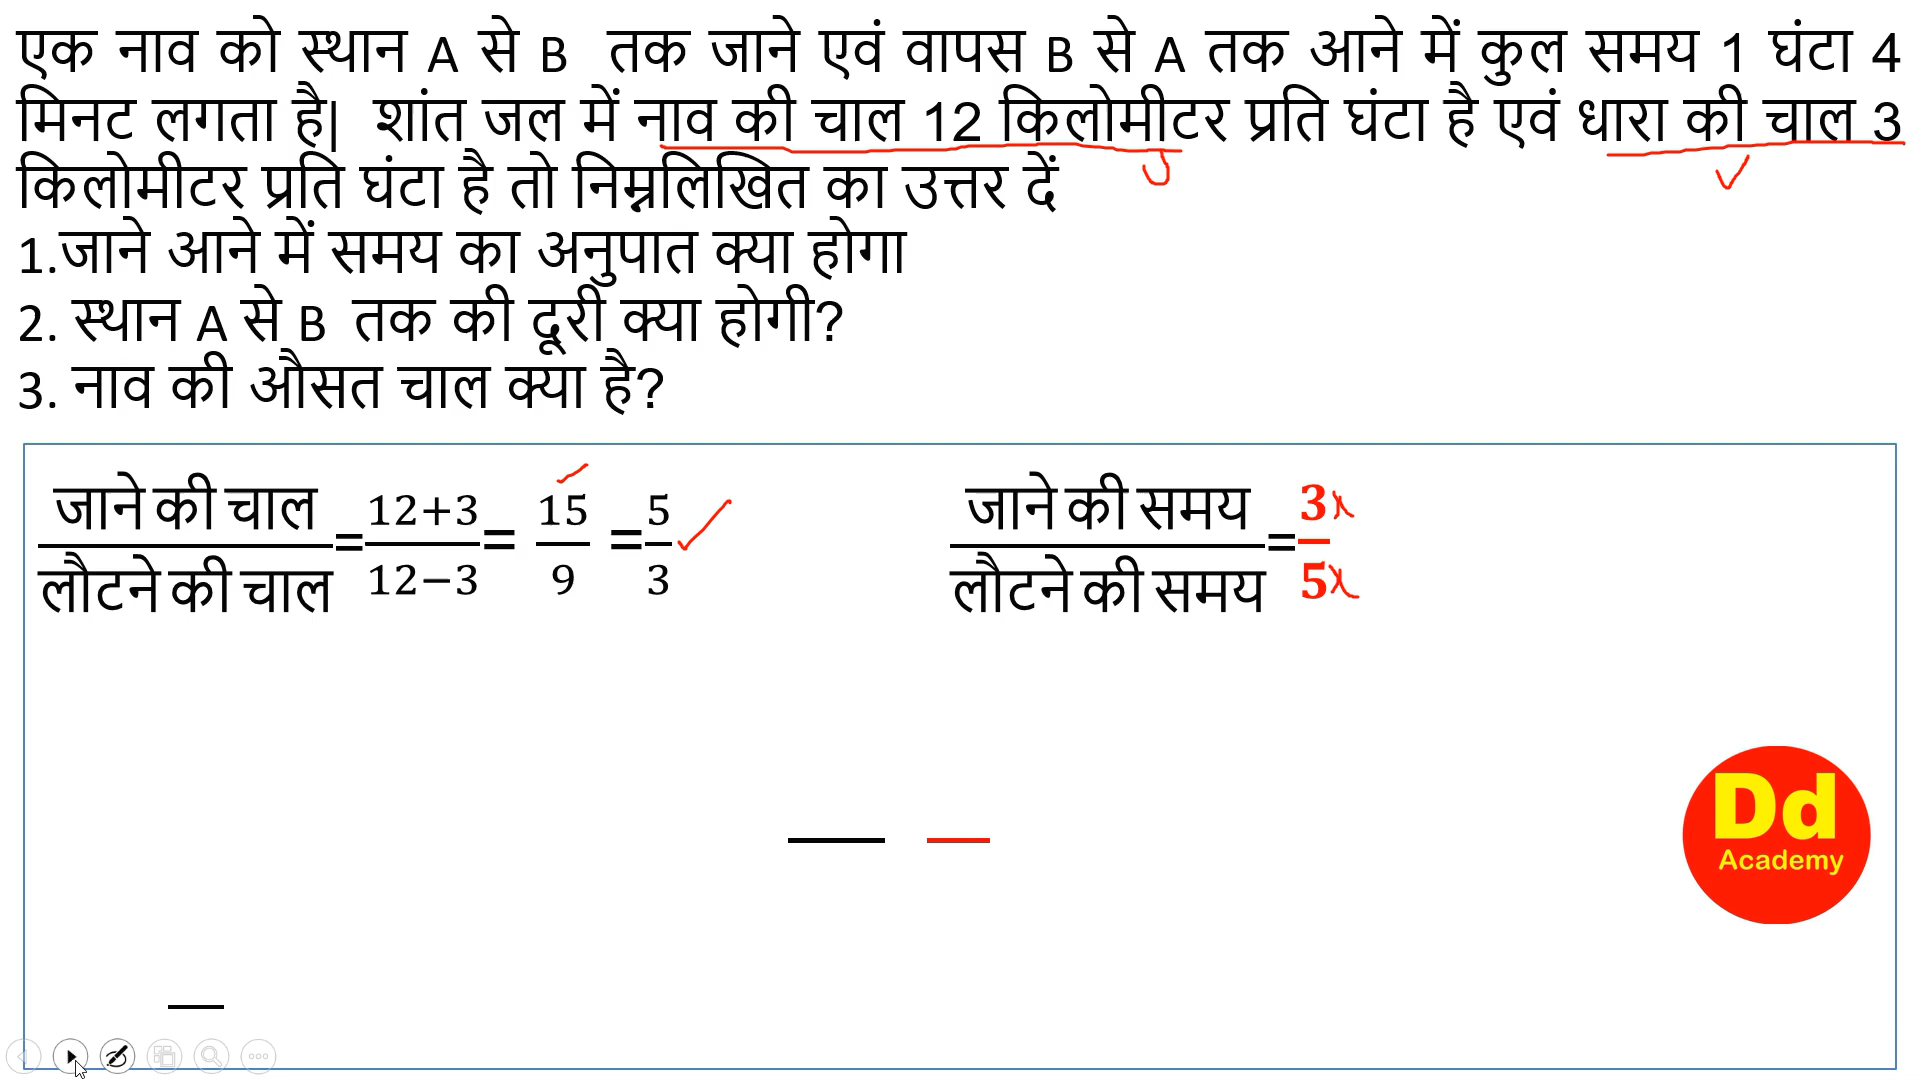 एक नाव को स्थान A से B तक जाने एवं वापस B से A तक आने में कुल समय 1 घंटा 4
मिनट लगता है| शांत जल में नाव की चाल 12 किलोमीटर प्रति घंटा है एवं धारा की चाल 3
किलोमीटर प्रति घंटा है तो निम्नलिखित का उत्तर दें
1.जाने आने में समय का अनुपात क्या होगा
2. स्थान A से B तक की दूरी क्या होगी?
3. नाव की औसत चाल क्या है?
जाने की चाल / लौटने की चाल = 12+3 / 12−3 = 15 / 9 = 5 / 3
जाने की समय / लौटने की समय = 3x / 5x
Dd
Academy